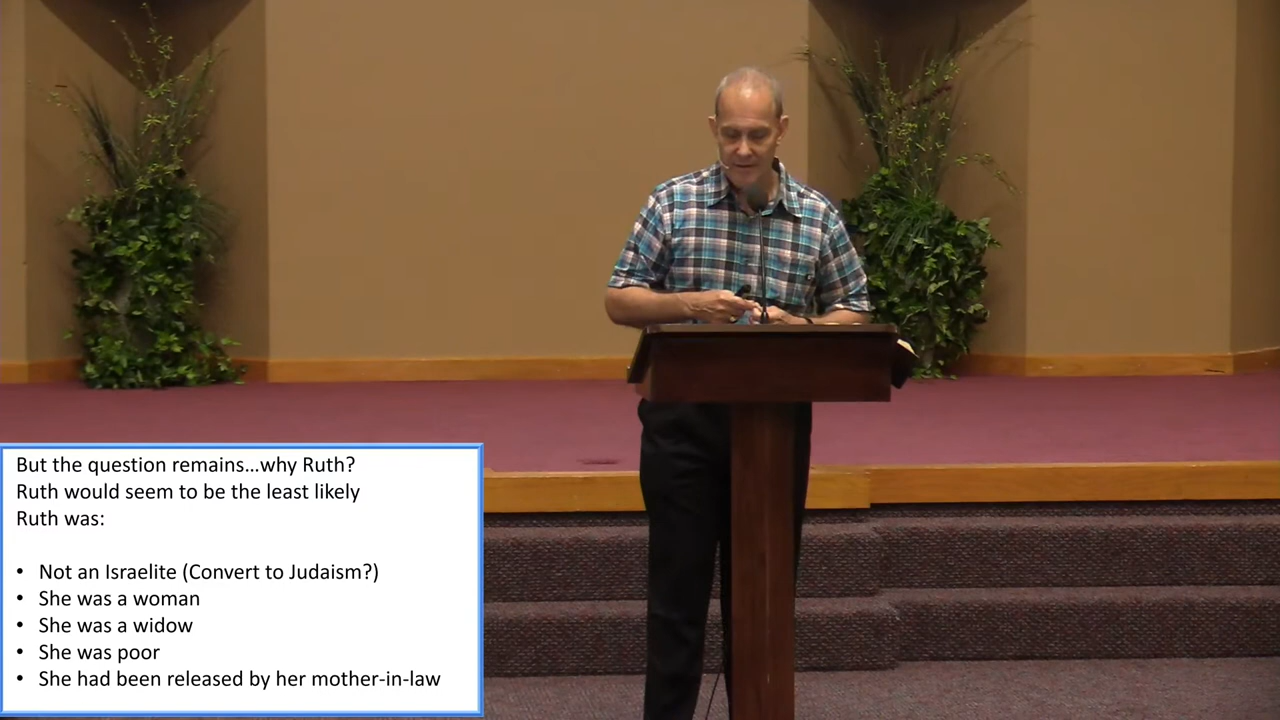 But the question remains…why Ruth?
Ruth would seem to be the least likely
Ruth was:
• Not an Israelite (Convert to Judaism?)
• She was a woman
• She was a widow
• She was poor
• She had been released by her mother-in-law